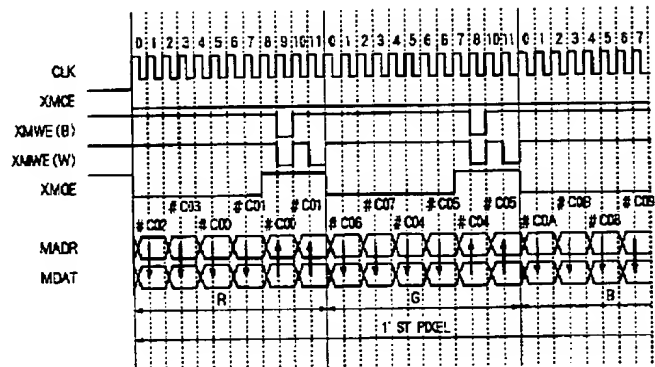 0 1 2 3 4 5 6 7 8 9 10 11 0 1 2 3 4 5 6 6 7 8 10 11 0 1 2 3 4 5 6 7
CLK
XMCE
XMWE (B)
XMWE (W)
XMOE
#C03 #C01 #C01 #C07 #C05 #C05 #C0B #C09
#C02 #C00 #C00 #C06 #C04 #C04 #C0A #C08
MADR
MDAT
R G B
1' ST PIXEL